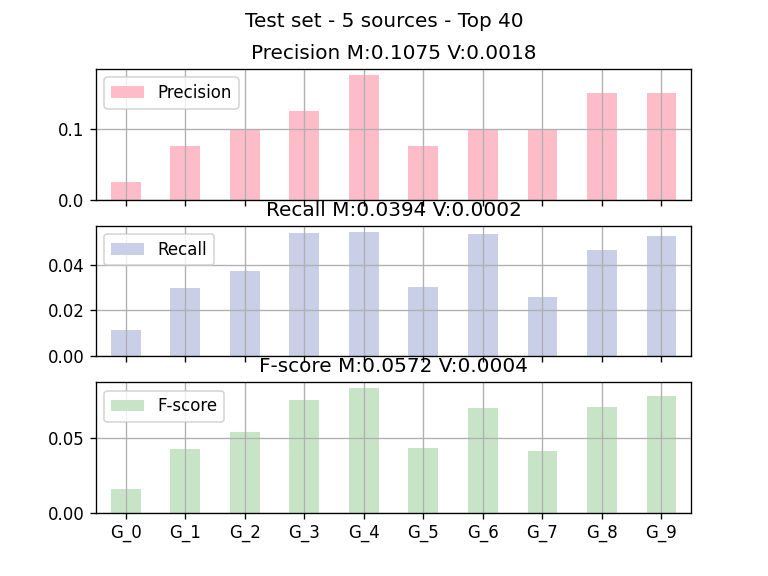 Test set - 5 sources - Top 40
Precision M:0.1075 V:0.0018
Precision
0.1
0.0
Recall M:0.0394 V:0.0002
Recall
0.04
0.02
0.00
F-score M:0.0572 V:0.0004
F-score
0.05
0.00
G_0 G_1 G_2 G_3 G_4 G_5 G_6 G_7 G_8 G_9